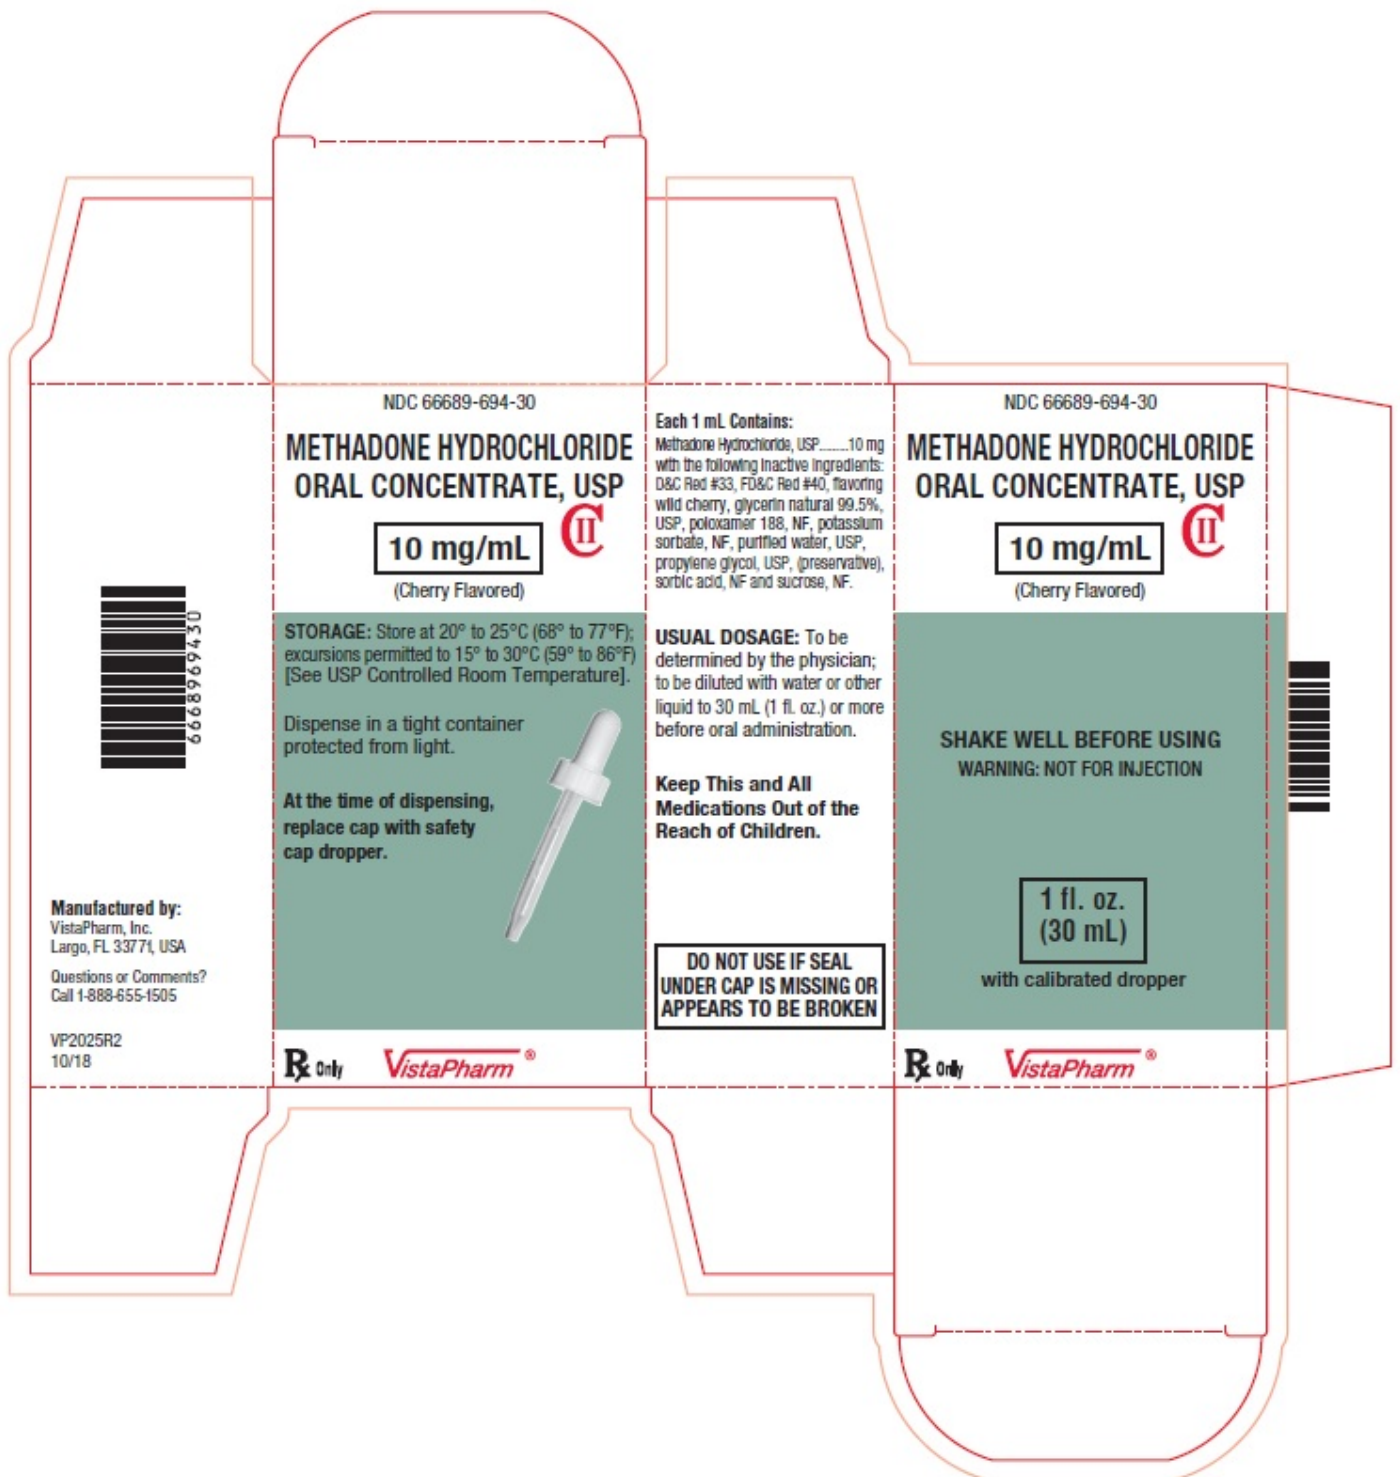 6668969430
Manufactured by:
VistaPharm, Inc.
Largo, FL 33771, USA
Questions or Comments?
Call 1-888-655-1505
VP2025R2
10/18
NDC 66689-694-30
METHADONE HYDROCHLORIDE
ORAL CONCENTRATE, USP
10 mg/mL
CII
(Cherry Flavored)
STORAGE: Store at 20° to 25°C (68° to 77°F);
excursions permitted to 15° to 30°C (59° to 86°F)
[See USP Controlled Room Temperature].
Dispense in a tight container
protected from light.
At the time of dispensing,
replace cap with safety
cap dropper.
Rx Only
VistaPharm®
Each 1 mL Contains:
Methadone Hydrochloride, USP.........10 mg
with the following inactive ingredients:
D&C Red #33, FD&C Red #40, flavoring
wild cherry, glycerin natural 99.5%,
USP, poloxamer 188, NF, potassium
sorbate, NF, purified water, USP,
propylene glycol, USP, (preservative),
sorbic acid, NF and sucrose, NF.
USUAL DOSAGE: To be
determined by the physician;
to be diluted with water or other
liquid to 30 mL (1 fl. oz.) or more
before oral administration.
Keep This and All
Medications Out of the
Reach of Children.
DO NOT USE IF SEAL
UNDER CAP IS MISSING OR
APPEARS TO BE BROKEN
NDC 66689-694-30
METHADONE HYDROCHLORIDE
ORAL CONCENTRATE, USP
10 mg/mL
CII
(Cherry Flavored)
SHAKE WELL BEFORE USING
WARNING: NOT FOR INJECTION
1 fl. oz.
(30 mL)
with calibrated dropper
Rx Only
VistaPharm®